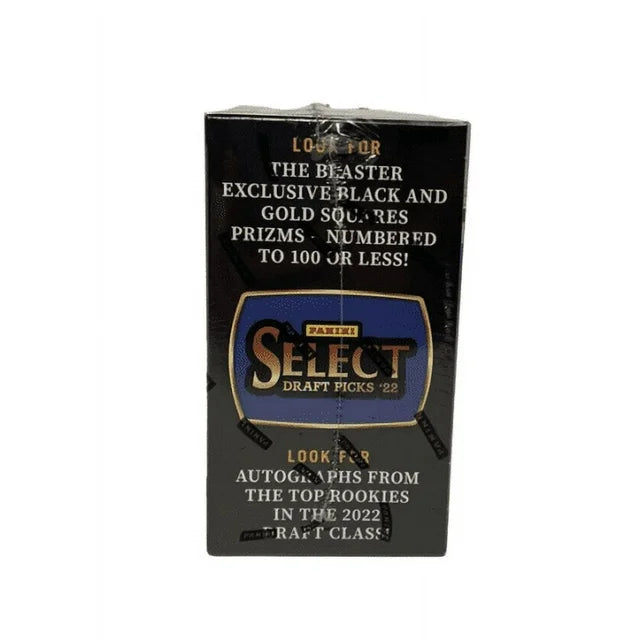 LOOK FOR
THE BLASTER
EXCLUSIVE BLACK AND
GOLD SQUARES
PRIZMS - NUMBERED
TO 100 OR LESS!
PANINI
SELECT
DRAFT PICKS '22
LOOK FOR
AUTOGRAPHS FROM
THE TOP ROOKIES
IN THE 2022
DRAFT CLASS!